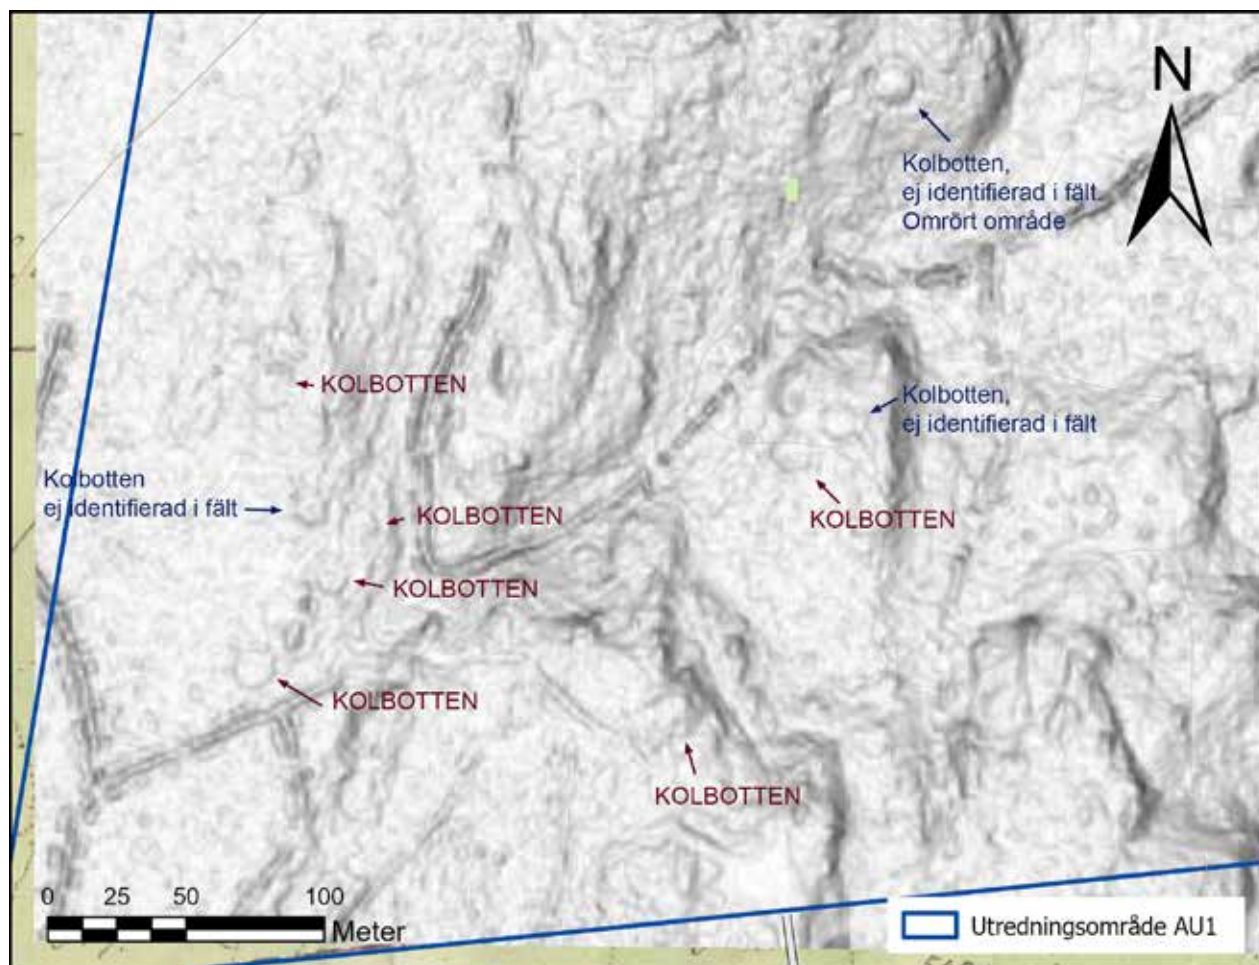 N
Kolbotten,
ej identifierad i fält.
Omrört område
KOLBOTTEN
Kolbotten,
ej identifierad i fält
Kolbotten
ej identifierad i fält
KOLBOTTEN
KOLBOTTEN
KOLBOTTEN
KOLBOTTEN
KOLBOTTEN
0 25 50 100
Meter
Utredningsområde AU1